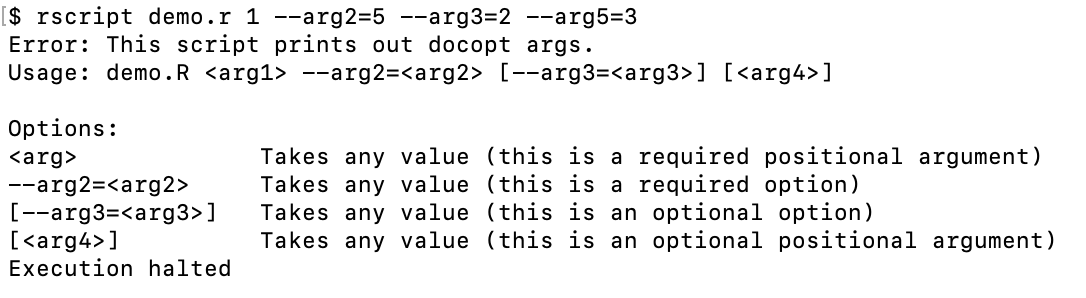 [$ rscript demo.r 1 --arg2=5 --arg3=2 --arg5=3
Error: This script prints out docopt args.
Usage: demo.R <arg1> --arg2=<arg2> [--arg3=<arg3>] [<arg4>]

Options:
<arg>             Takes any value (this is a required positional argument)
--arg2=<arg2>     Takes any value (this is a required option)
[--arg3=<arg3>]   Takes any value (this is an optional option)
[<arg4>]          Takes any value (this is an optional positional argument)
Execution halted